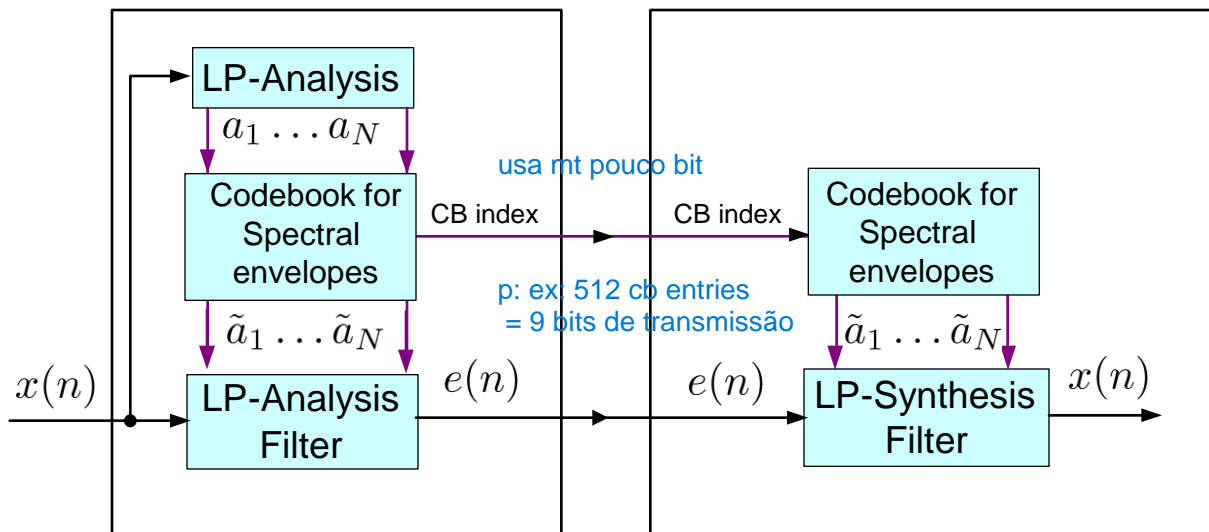 LP-Analysis
a₁ … a_N
Codebook for
Spectral
envelopes
ã₁ … ã_N
x(n)
LP-Analysis
Filter
e(n)
usa mt pouco bit
CB index
CB index
p: ex: 512 cb entries
= 9 bits de transmissão
Codebook for
Spectral
envelopes
ã₁ … ã_N
e(n)
LP-Synthesis
Filter
x(n)